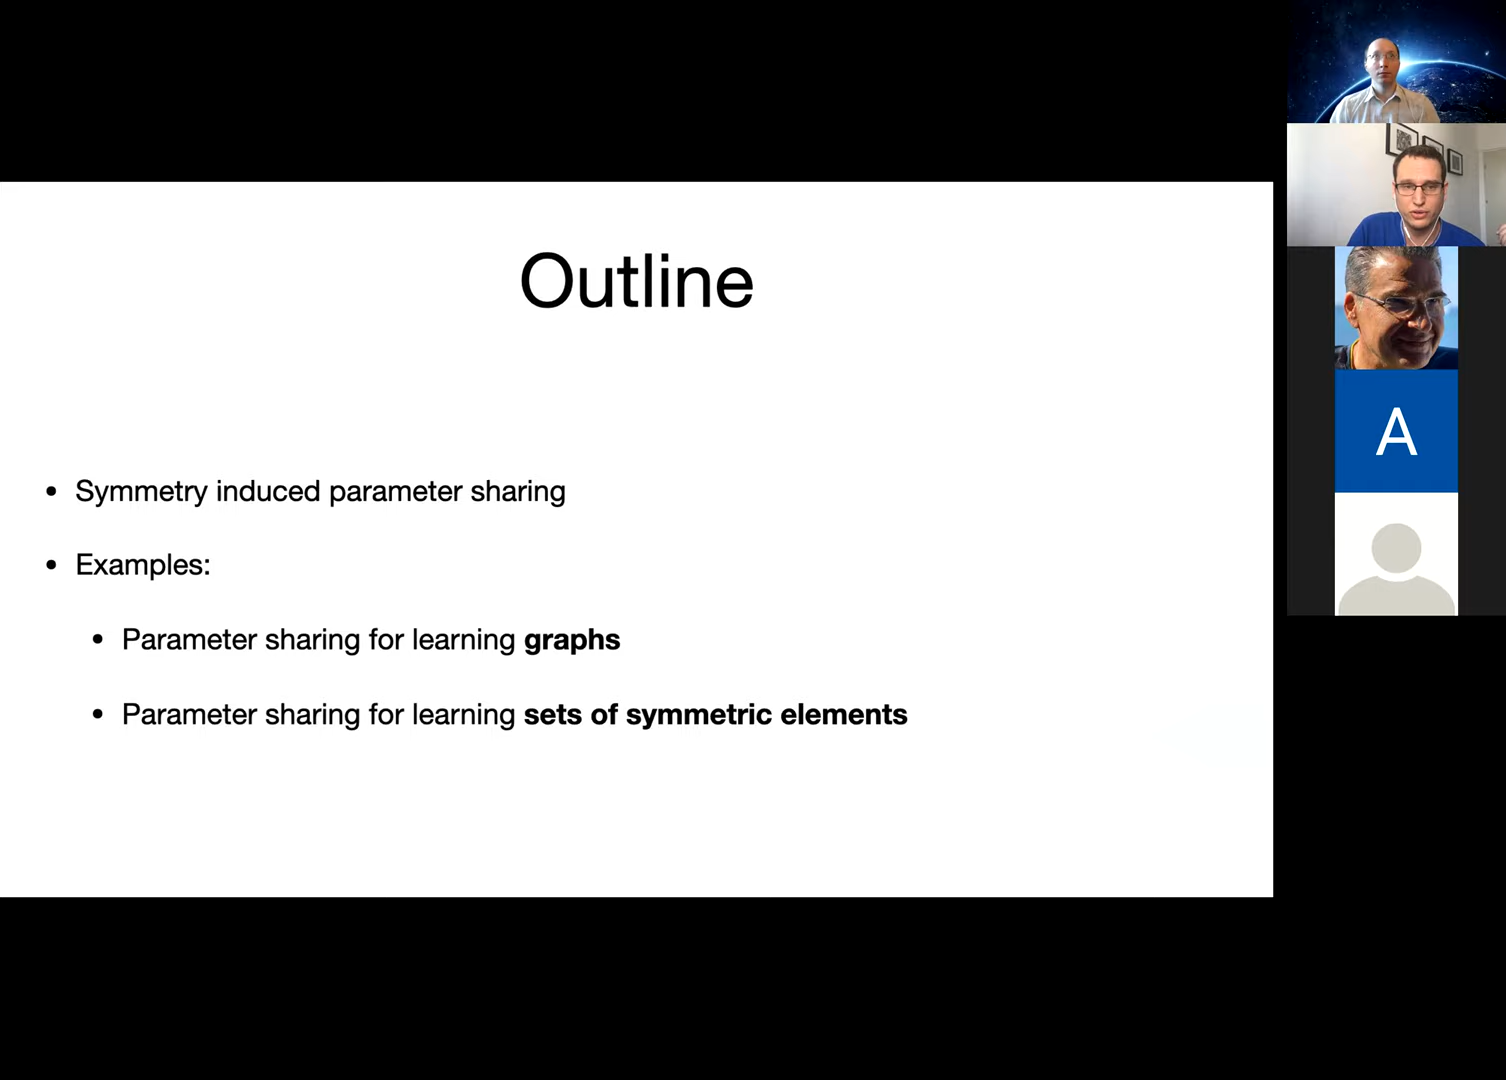 Outline
• Symmetry induced parameter sharing
• Examples:
• Parameter sharing for learning graphs
• Parameter sharing for learning sets of symmetric elements
A